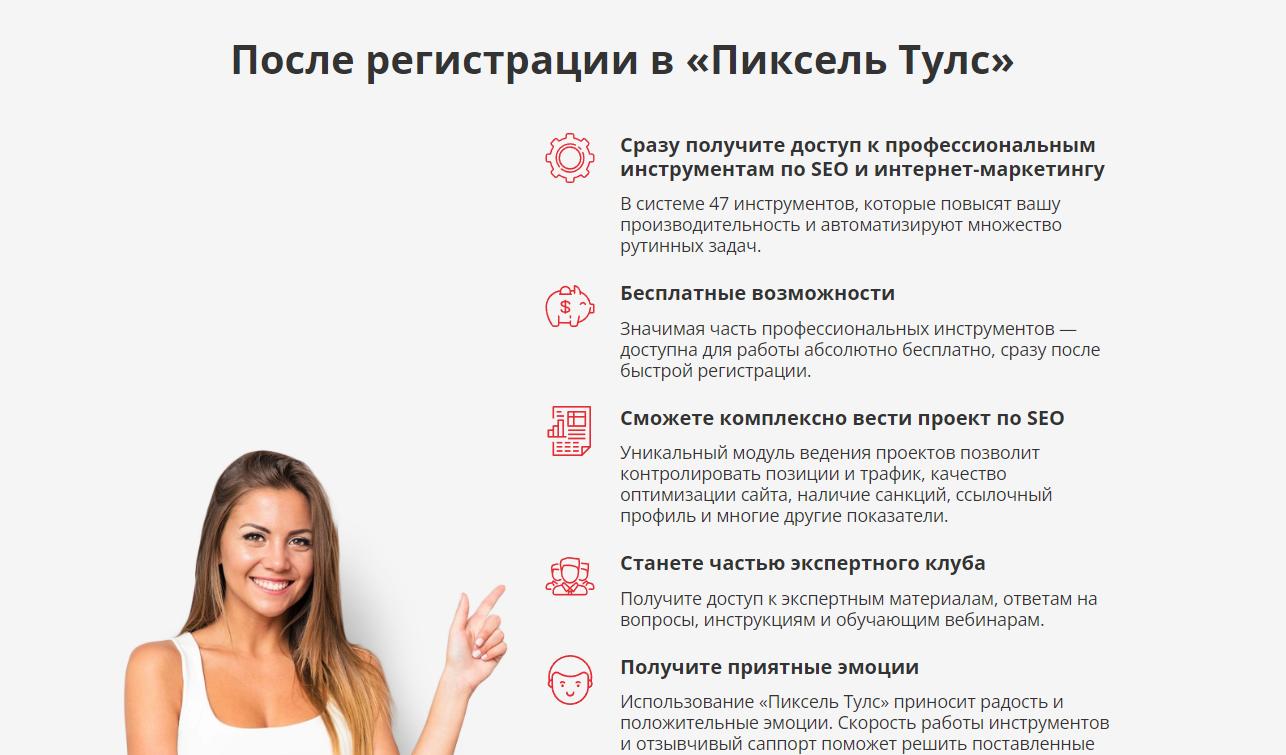 После регистрации в «Пиксель Тулс»
Сразу получите доступ к профессиональным
инструментам по SEO и интернет-маркетингу
В системе 47 инструментов, которые повысят вашу
производительность и автоматизируют множество
рутинных задач.
$
Бесплатные возможности
Значимая часть профессиональных инструментов —
доступна для работы абсолютно бесплатно, сразу после
быстрой регистрации.
Сможете комплексно вести проект по SEO
Уникальный модуль ведения проектов позволит
контролировать позиции и трафик, качество
оптимизации сайта, наличие санкций, ссылочный
профиль и многие другие показатели.
Станете частью экспертного клуба
Получите доступ к экспертным материалам, ответам на
вопросы, инструкциям и обучающим вебинарам.
Получите приятные эмоции
Использование «Пиксель Тулс» приносит радость и
положительные эмоции. Скорость работы инструментов
и отзывчивый саппорт поможет решить поставленные